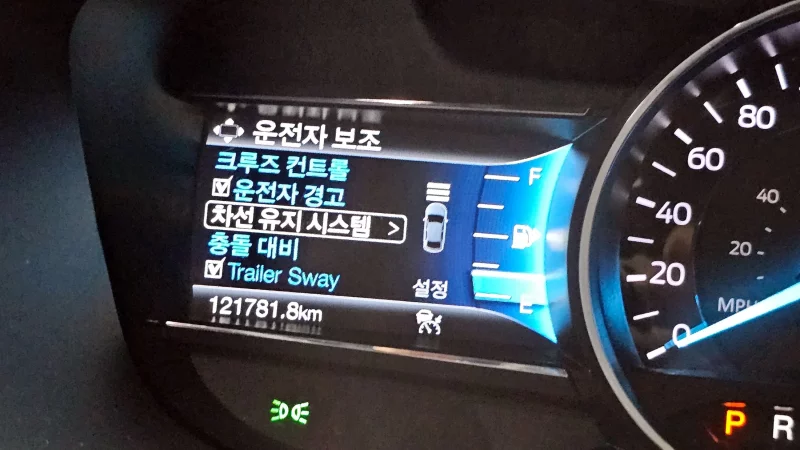 운전자 보조
크루즈 컨트롤
운전자 경고
차선 유지 시스템 >
충돌 대비
Trailer Sway
설정
121781.8km
F
E
80
60
40
20
0
40
20
MPH
P
R